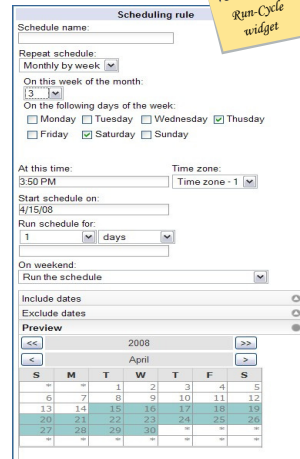 Run-Cycle
widget
Scheduling rule
Schedule name:
Repeat schedule:
Monthly by week
On this week of the month:
3
On the following days of the week:
Monday Tuesday Wednesday Thusday
Friday Saturday Sunday
At this time: Time zone:
3:50 PM Time zone - 1
Start schedule on:
4/15/08
Run schedule for:
1 days
On weekend:
Run the schedule
Include dates
Exclude dates
Preview
<< 2008 >>
< April >
S M T W T F S
* * 1 2 3 4 5
6 7 8 9 10 11 12
13 14 15 16 17 18 19
20 21 22 23 24 25 26
27 28 29 30 * * *
* * * * * * *